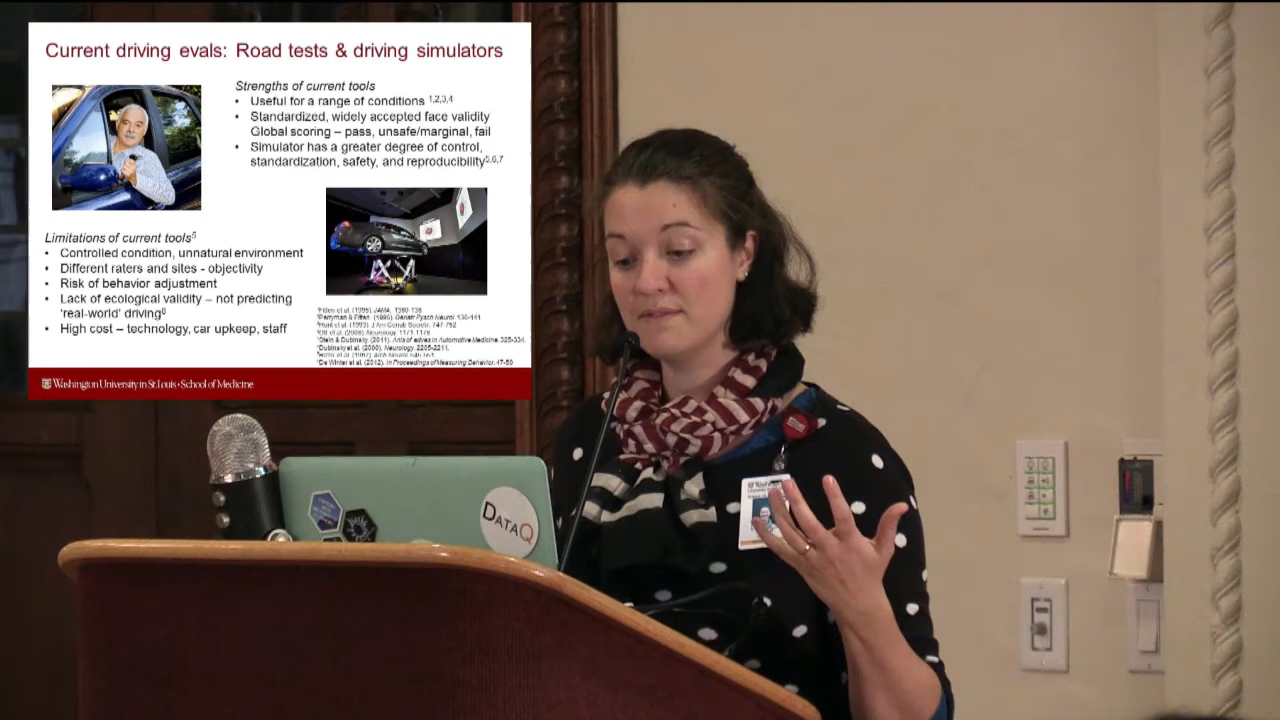 Current driving evals: Road tests & driving simulators
Strengths of current tools
• Useful for a range of conditions 1,2,3,4
• Standardized, widely accepted face validity
Global scoring – pass, unsafe/marginal, fail
• Simulator has a greater degree of control,
standardization, safety, and reproducibility5,6,7
Limitations of current tools5
• Controlled condition, unnatural environment
• Different raters and sites - objectivity
• Risk of behavior adjustment
• Lack of ecological validity – not predicting
'real-world' driving8
• High cost – technology, car upkeep, staff
Washington University in St. Louis • School of Medicine
DATAQ